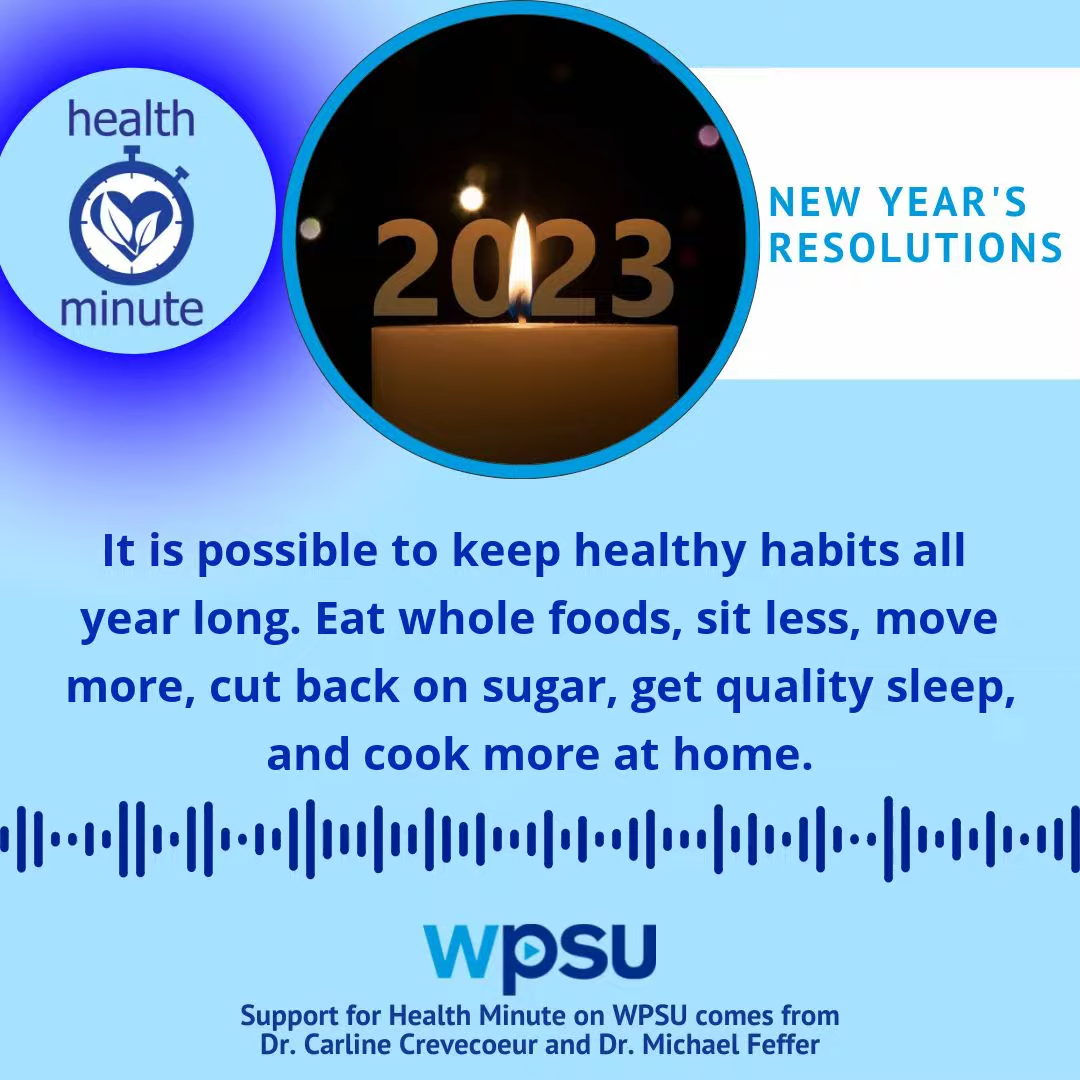 health
minute
2023
NEW YEAR'S
RESOLUTIONS
It is possible to keep healthy habits all
year long. Eat whole foods, sit less, move
more, cut back on sugar, get quality sleep,
and cook more at home.
wpsu
Support for Health Minute on WPSU comes from
Dr. Carline Crevecoeur and Dr. Michael Feffer